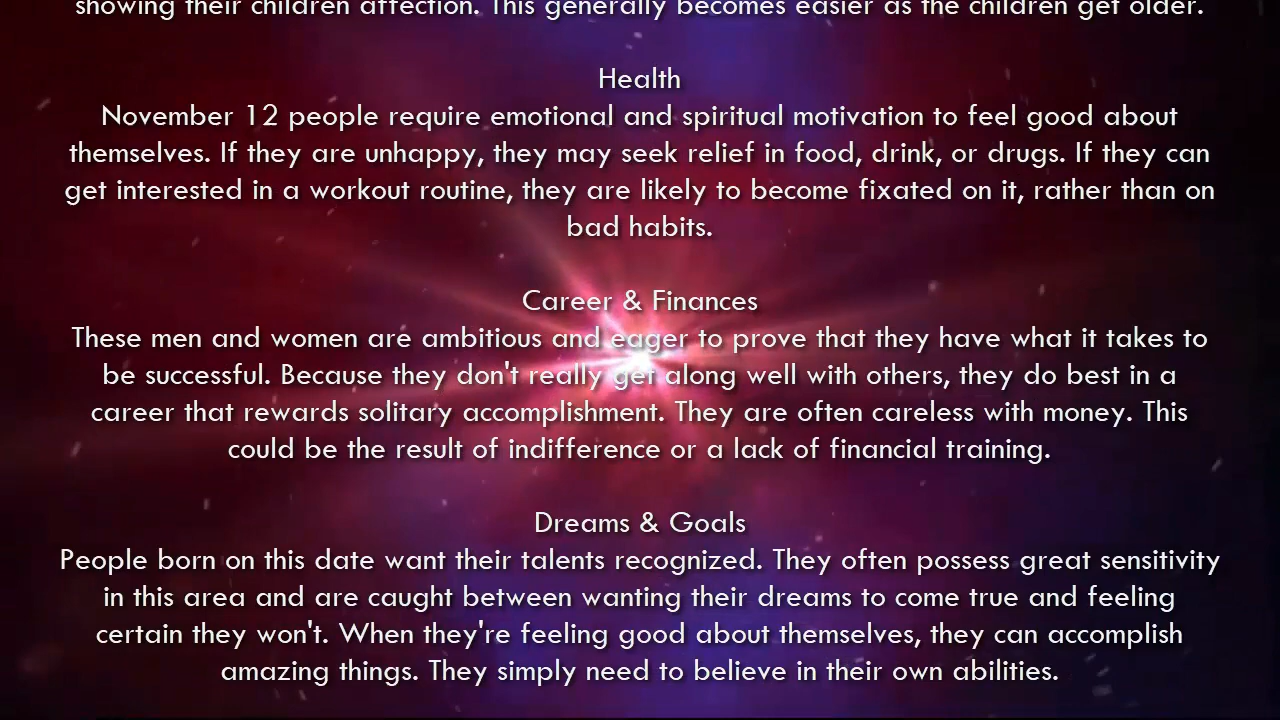 showing their children affection. This generally becomes easier as the children get older.
Health
November 12 people require emotional and spiritual motivation to feel good about
themselves. If they are unhappy, they may seek relief in food, drink, or drugs. If they can
get interested in a workout routine, they are likely to become fixated on it, rather than on
bad habits.
Career & Finances
These men and women are ambitious and eager to prove that they have what it takes to
be successful. Because they don't really get along well with others, they do best in a
career that rewards solitary accomplishment. They are often careless with money. This
could be the result of indifference or a lack of financial training.
Dreams & Goals
People born on this date want their talents recognized. They often possess great sensitivity
in this area and are caught between wanting their dreams to come true and feeling
certain they won't. When they're feeling good about themselves, they can accomplish
amazing things. They simply need to believe in their own abilities.